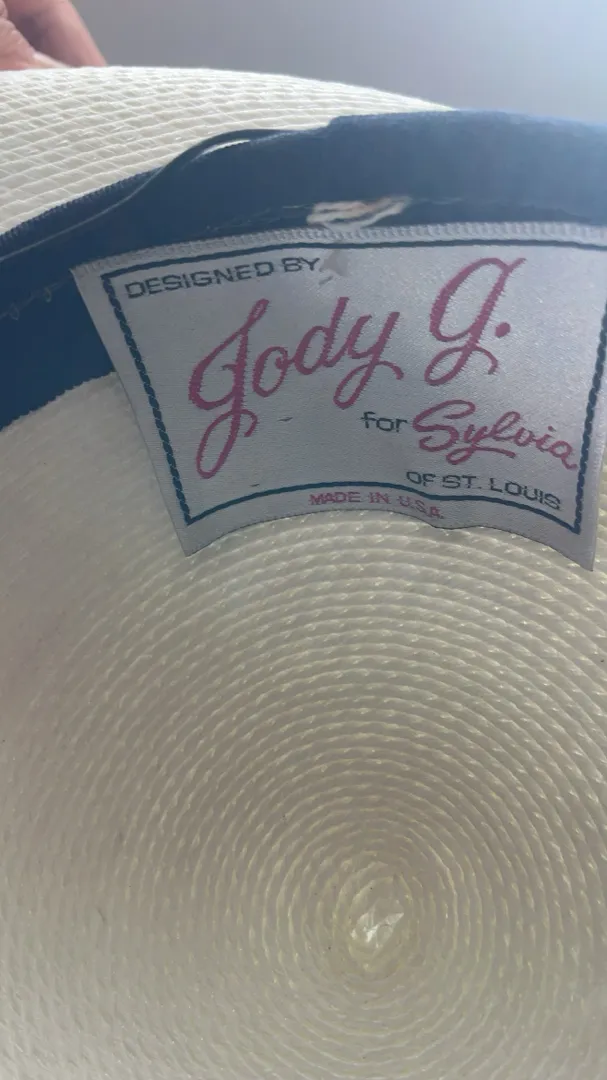 DESIGNED BY
Jody G.
for Sylvia
OF ST. LOUIS
MADE IN U.S.A.